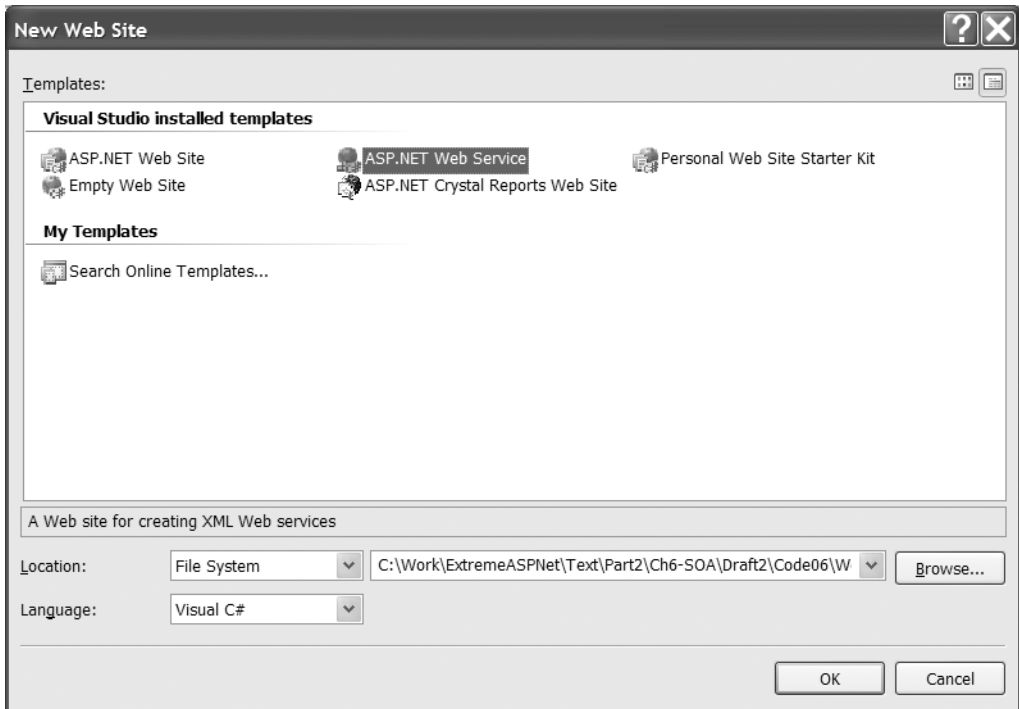 New Web Site
Templates:
Visual Studio installed templates
ASP.NET Web Site
ASP.NET Web Service
Personal Web Site Starter Kit
Empty Web Site
ASP.NET Crystal Reports Web Site
My Templates
Search Online Templates...
A Web site for creating XML Web services
Location:
File System
C:\Work\ExtremeASPNet\Text\Part2\Ch6-SOA\Draft2\Code06\W
Browse...
Language:
Visual C#
OK
Cancel